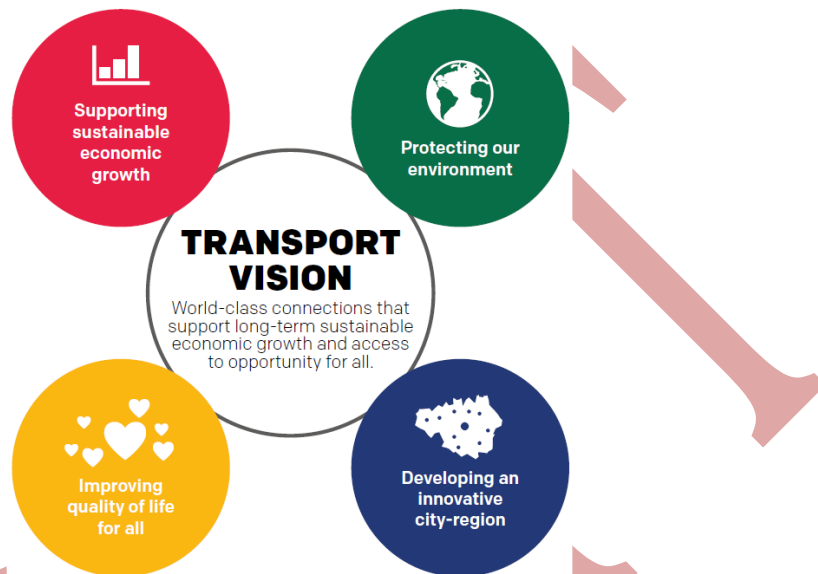 Supporting
sustainable
economic
growth
Protecting our
environment
TRANSPORT
VISION
World-class connections that
support long-term sustainable
economic growth and access
to opportunity for all.
Improving
quality of life
for all
Developing an
innovative
city-region